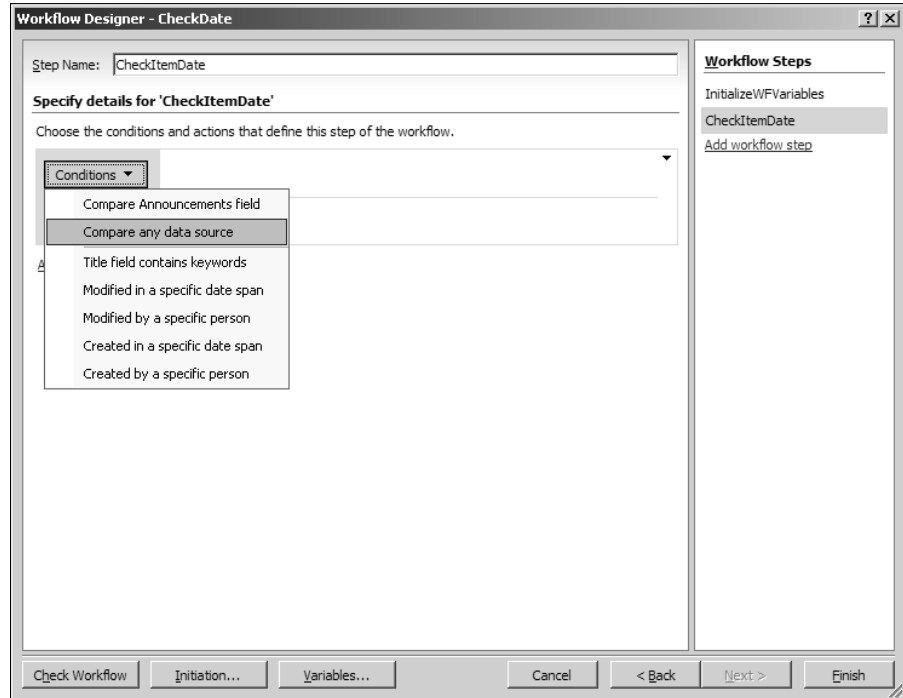 Workflow Designer - CheckDate
Step Name: CheckItemDate
Specify details for 'CheckItemDate'
Choose the conditions and actions that define this step of the workflow.
Conditions
Compare Announcements field
Compare any data source
Title field contains keywords
Modified in a specific date span
Modified by a specific person
Created in a specific date span
Created by a specific person
Workflow Steps
InitializeWFVariables
CheckItemDate
Add workflow step
Check Workflow
Initiation...
Variables...
Cancel
< Back
Next >
Finish